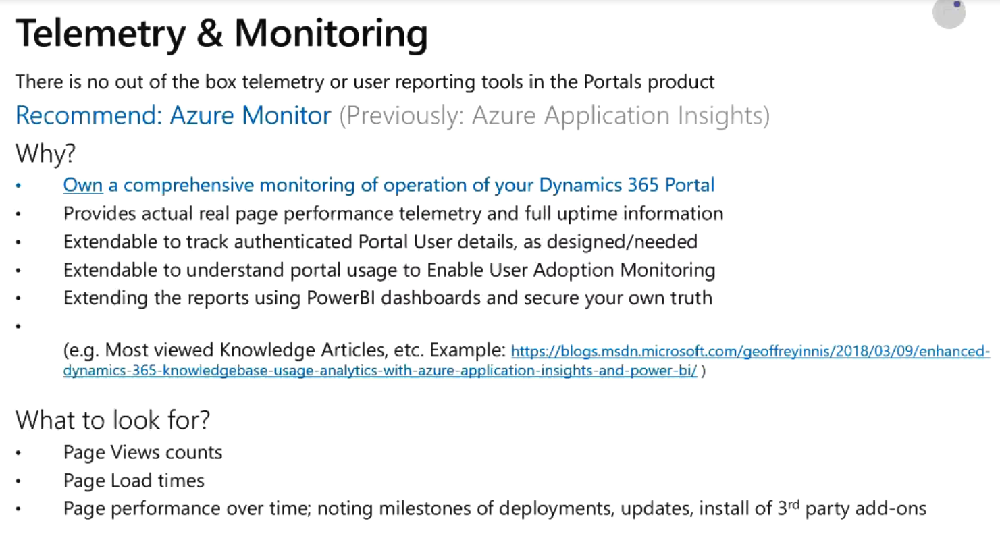 Telemetry & Monitoring
There is no out of the box telemetry or user reporting tools in the Portals product
Recommend: Azure Monitor (Previously: Azure Application Insights)
Why?
• Own a comprehensive monitoring of operation of your Dynamics 365 Portal
• Provides actual real page performance telemetry and full uptime information
• Extendable to track authenticated Portal User details, as designed/needed
• Extendable to understand portal usage to Enable User Adoption Monitoring
• Extending the reports using PowerBI dashboards and secure your own truth
•
(e.g. Most viewed Knowledge Articles, etc. Example: https://blogs.msdn.microsoft.com/geoffreyinnis/2018/03/09/enhanced-
dynamics-365-knowledgebase-usage-analytics-with-azure-application-insights-and-power-bi/ )
What to look for?
• Page Views counts
• Page Load times
• Page performance over time; noting milestones of deployments, updates, install of 3rd party add-ons